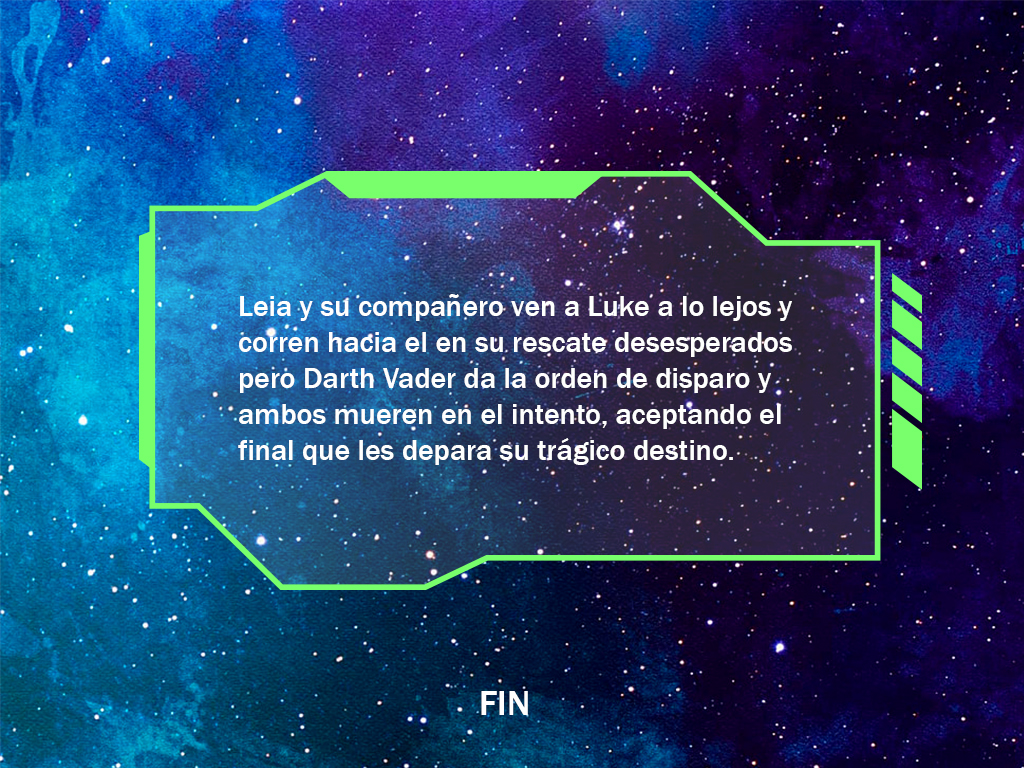 Leia y su compañero ven a Luke a lo lejos y
corren hacia el en su rescate desesperados
pero Darth Vader da la orden de disparo y
ambos mueren en el intento, aceptando el
final que les depara su trágico destino.
FIN